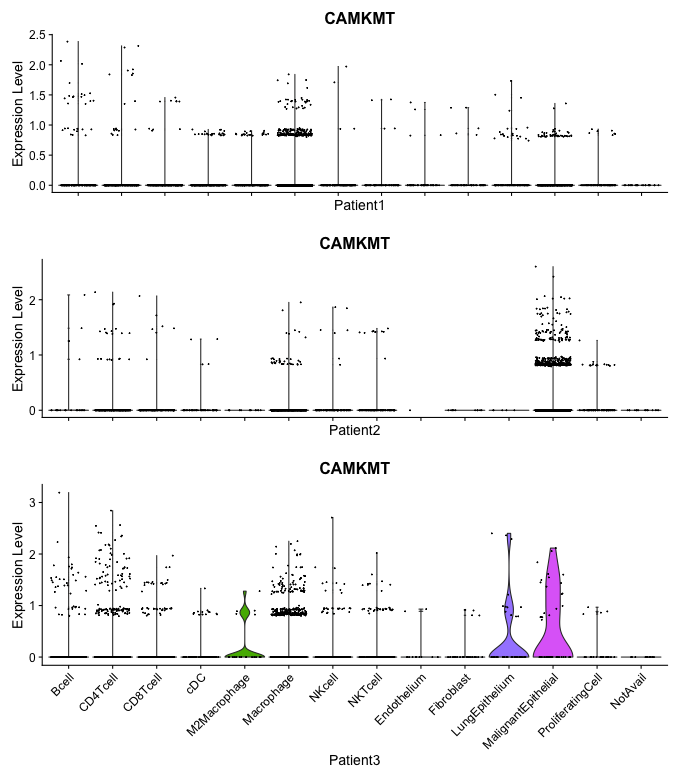 CAMKMT
Expression Level
2.5
2.0
1.5
1.0
0.5
0.0
Patient1
CAMKMT
Expression Level
2
1
0
Patient2
CAMKMT
Expression Level
3
2
1
0
Bcell
CD4Tcell
CD8Tcell
cDC
M2Macrophage
Macrophage
NKcell
NKTcell
Endothelium
Fibroblast
LungEpithelium
MalignantEpithelial
ProliferatingCell
NotAvail
Patient3